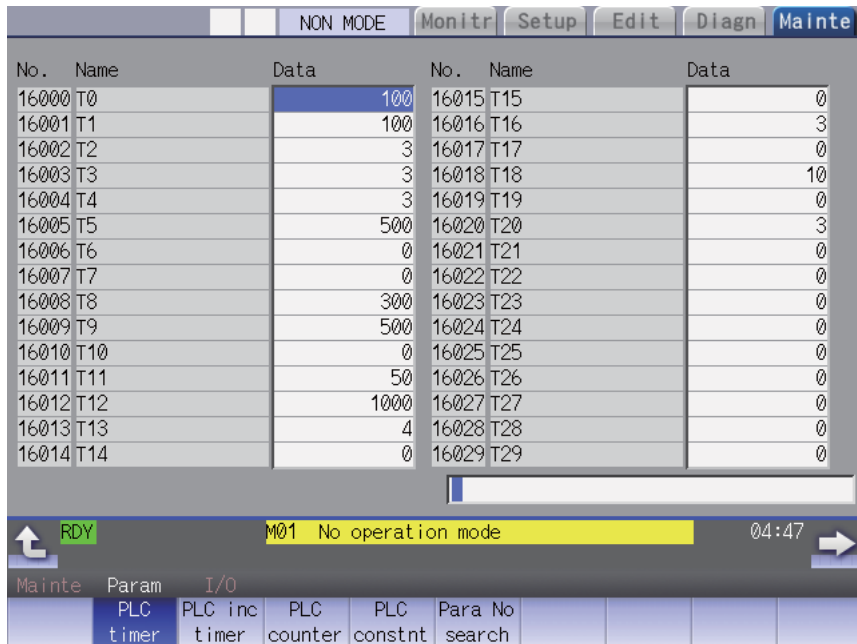 NON MODE Monitr Setup Edit Diagn Mainte
No. Name Data No. Name Data
16000 T0 100 16015 T15 0
16001 T1 100 16016 T16 3
16002 T2 3 16017 T17 0
16003 T3 3 16018 T18 10
16004 T4 3 16019 T19 0
16005 T5 500 16020 T20 3
16006 T6 0 16021 T21 0
16007 T7 0 16022 T22 0
16008 T8 300 16023 T23 0
16009 T9 500 16024 T24 0
16010 T10 0 16025 T25 0
16011 T11 50 16026 T26 0
16012 T12 1000 16027 T27 0
16013 T13 4 16028 T28 0
16014 T14 0 16029 T29 0
RDY M01 No operation mode 04:47
Mainte Param I/O
PLC PLC inc PLC PLC Para No
timer timer counter constnt search